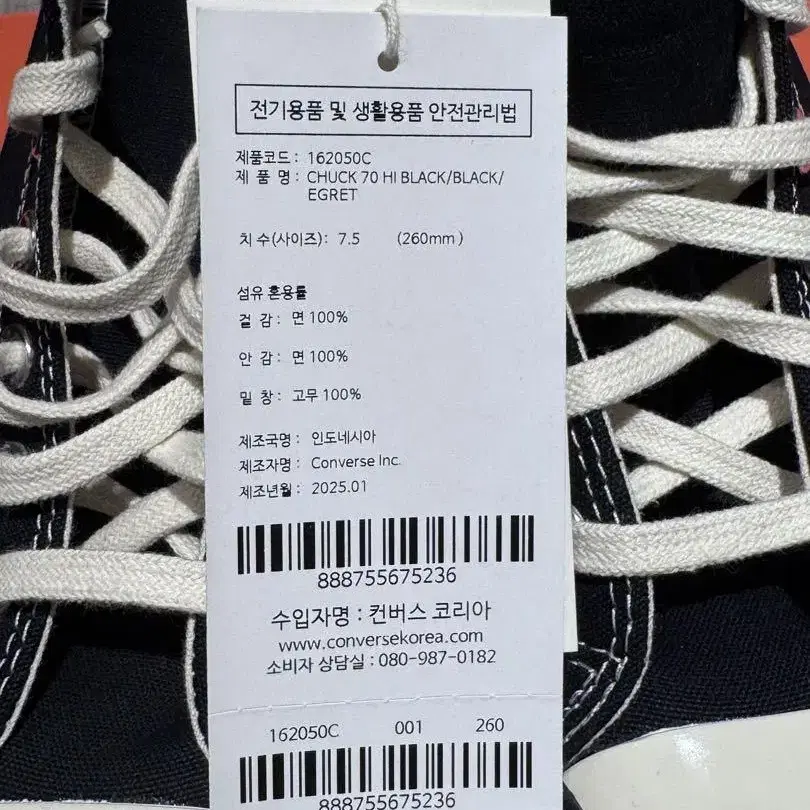 전기용품 및 생활용품 안전관리법
제품코드 : 162050C
제 품 명 : CHUCK 70 HI BLACK/BLACK/
EGRET
치 수(사이즈) : 7.5 (260mm )
섬유 혼용률
겉 감 : 면 100%
안 감 : 면 100%
밑 창 : 고무 100%
제조국명 : 인도네시아
제조자명 : Converse Inc.
제조년월 : 2025.01
888755675236
수입자명 : 컨버스 코리아
www.conversekorea.com
소비자 상담실 : 080-987-0182
162050C 001 260
888755675236